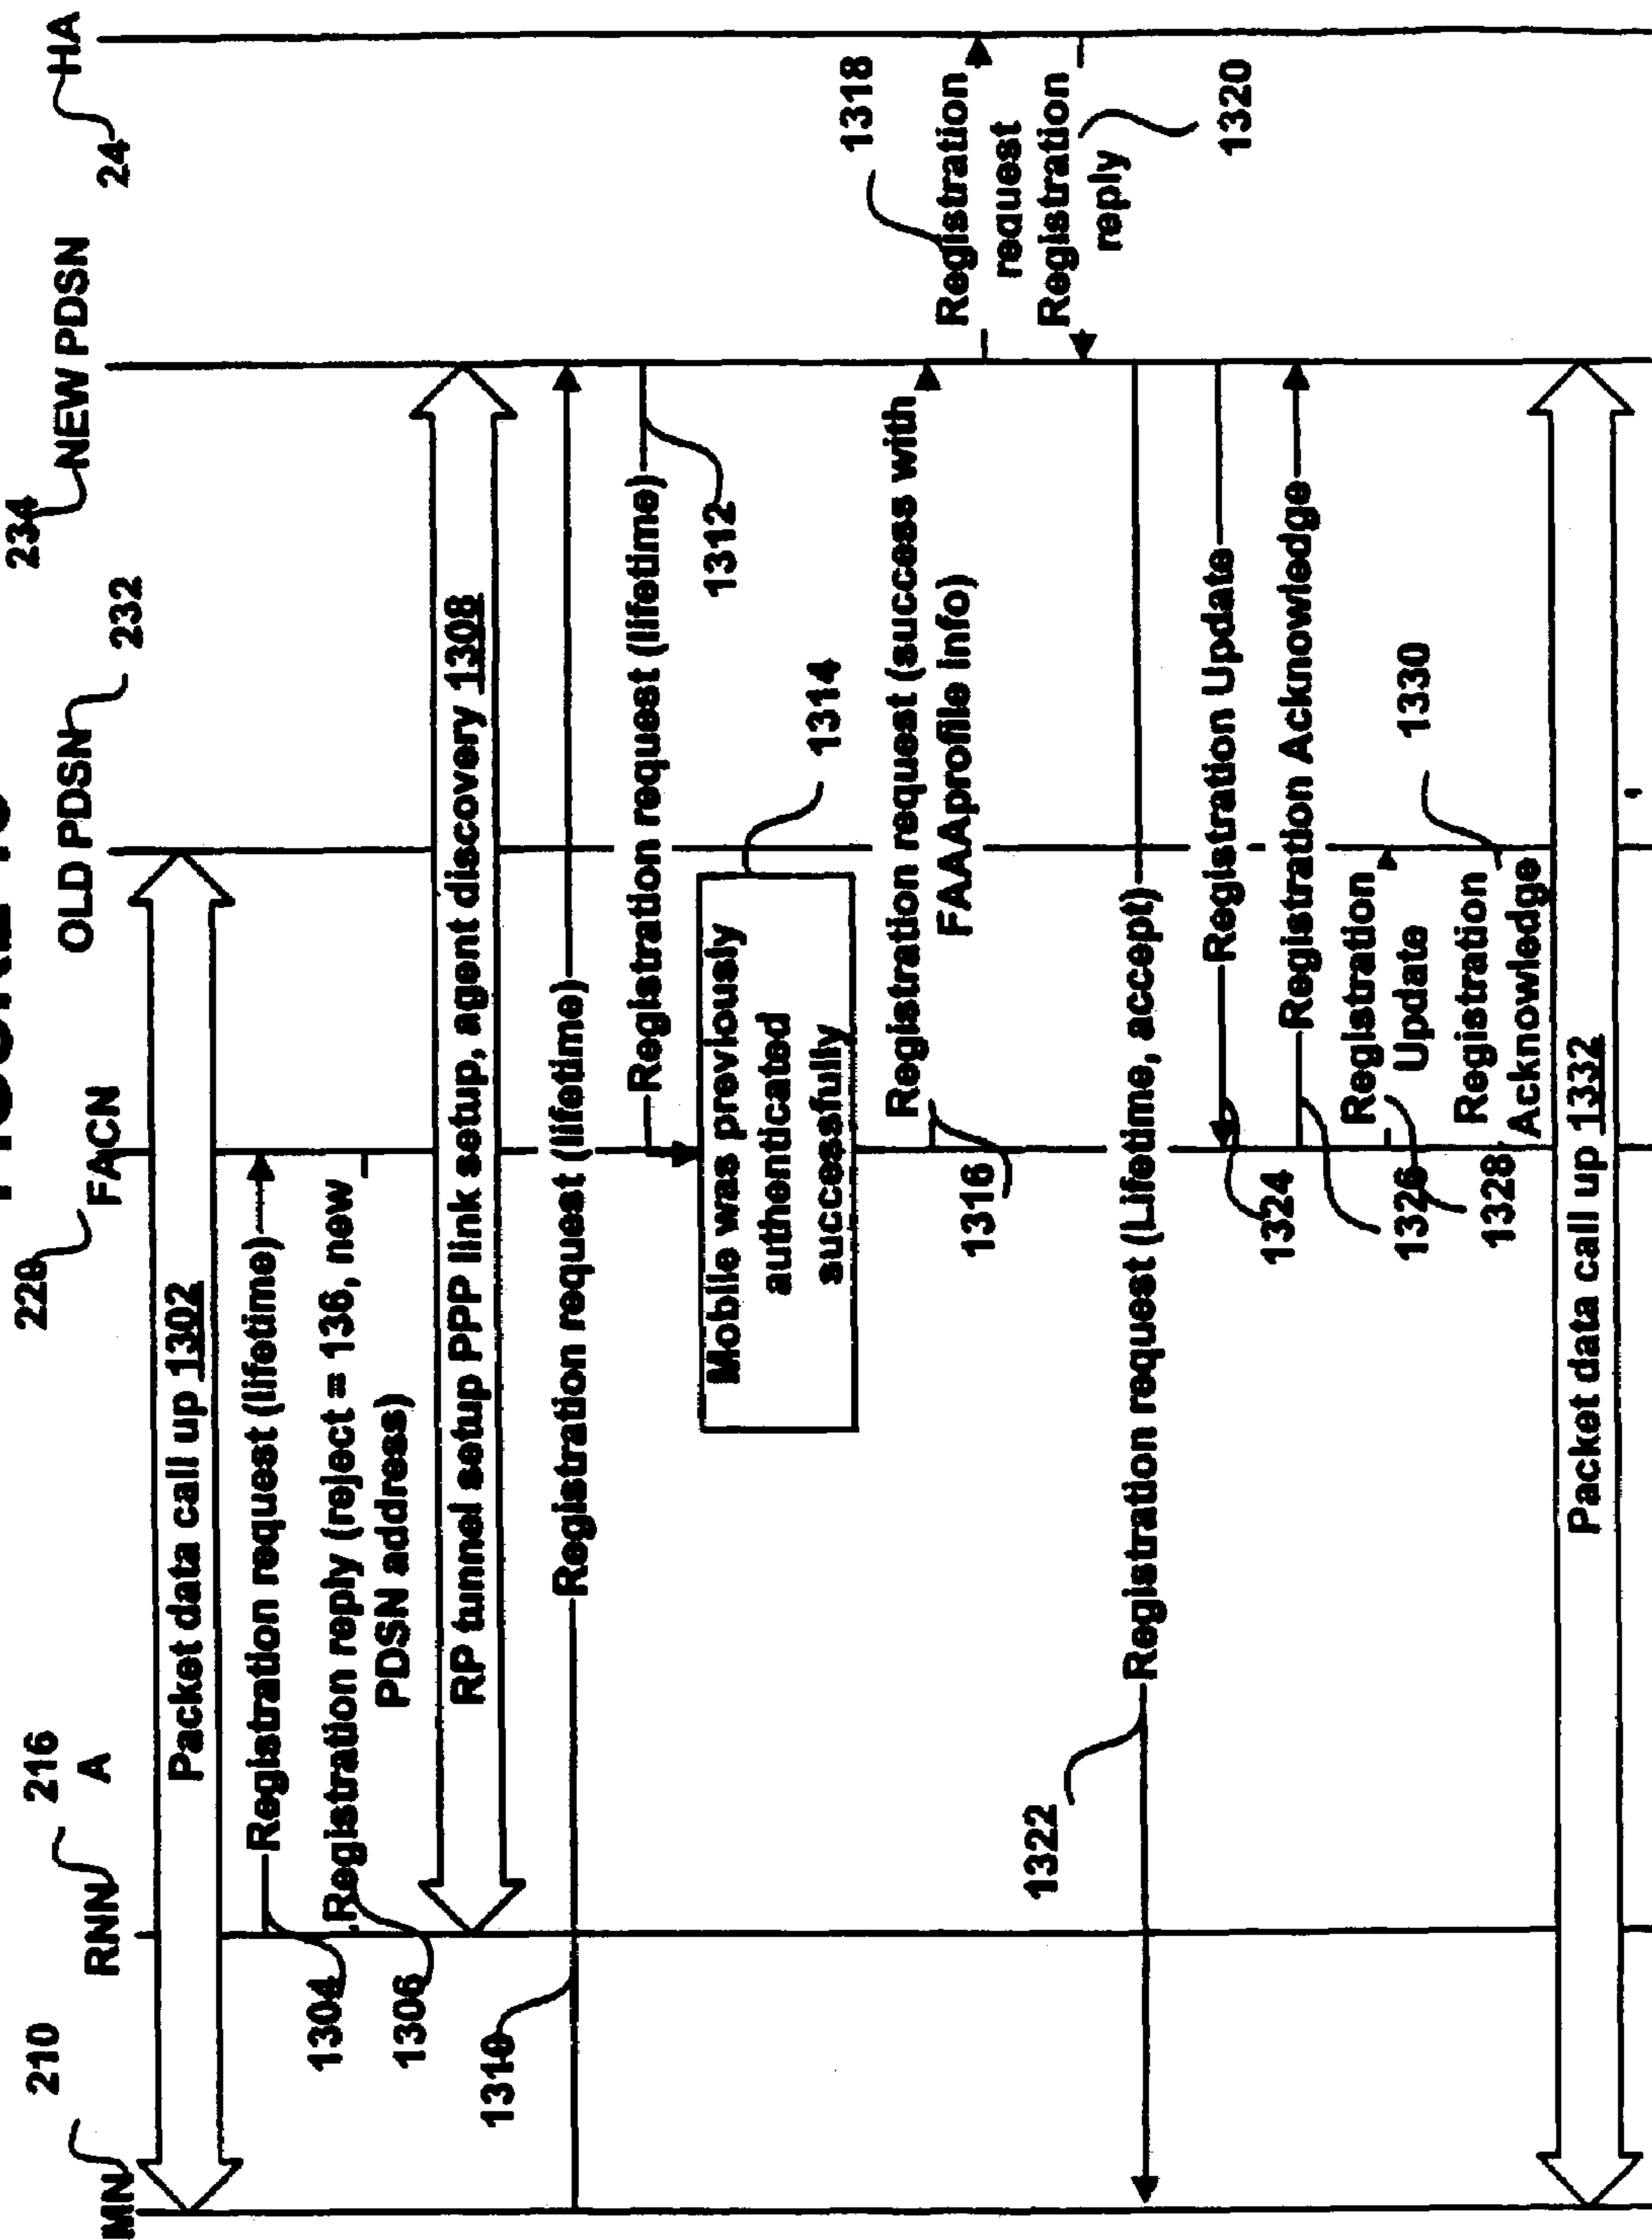 210
216
220
232
234
24
MN
RNN
A
FACN
OLD PDSN
NEW PDSN
HA
Packet data call up 1302
Registration request (lifetime)
1304
Registration reply (reject = 136, new
PDSN address)
1306
RP tunnel setup PPP link setup, agent discovery 1308
Registration request (lifetime)
1310
Registration request (lifetime)
1312
Mobile was previously
authenticated
successfully
1314
Registration request (success with
FAAAprofile info)
1316
Registration
request
1318
Registration
reply
1320
Registration request (Lifetime, accept)
1322
Registration Update
1324
Registration Acknowledge
1326
Registration
Update
1328
Registration
Acknowledge
1330
Packet data call up 1332